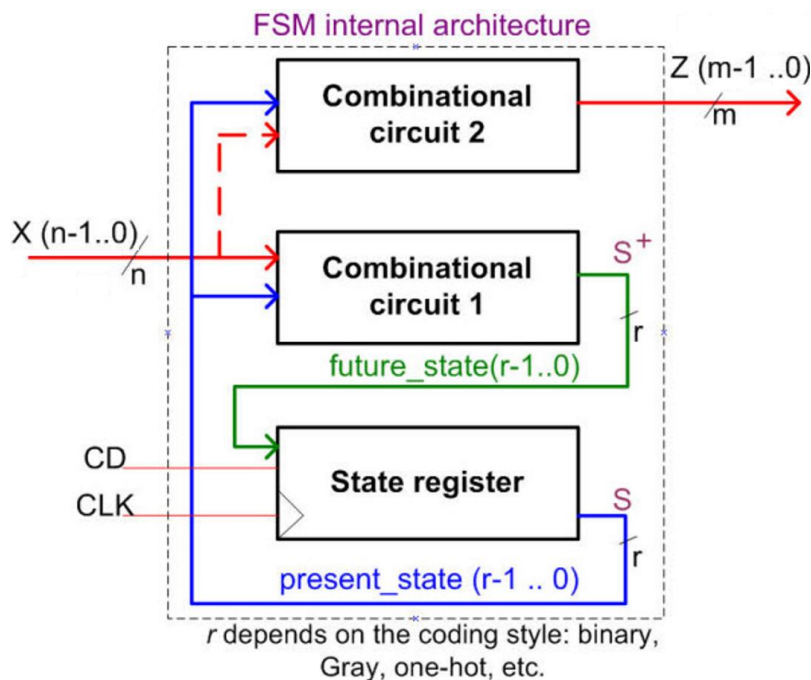 FSM internal architecture
Z (m-1 ..0)
m
Combinational
circuit 2
X (n-1..0)
n
Combinational
circuit 1
S+
r
future_state(r-1..0)
CD
CLK
State register
S
r
present_state (r-1 .. 0)
r depends on the coding style: binary,
Gray, one-hot, etc.